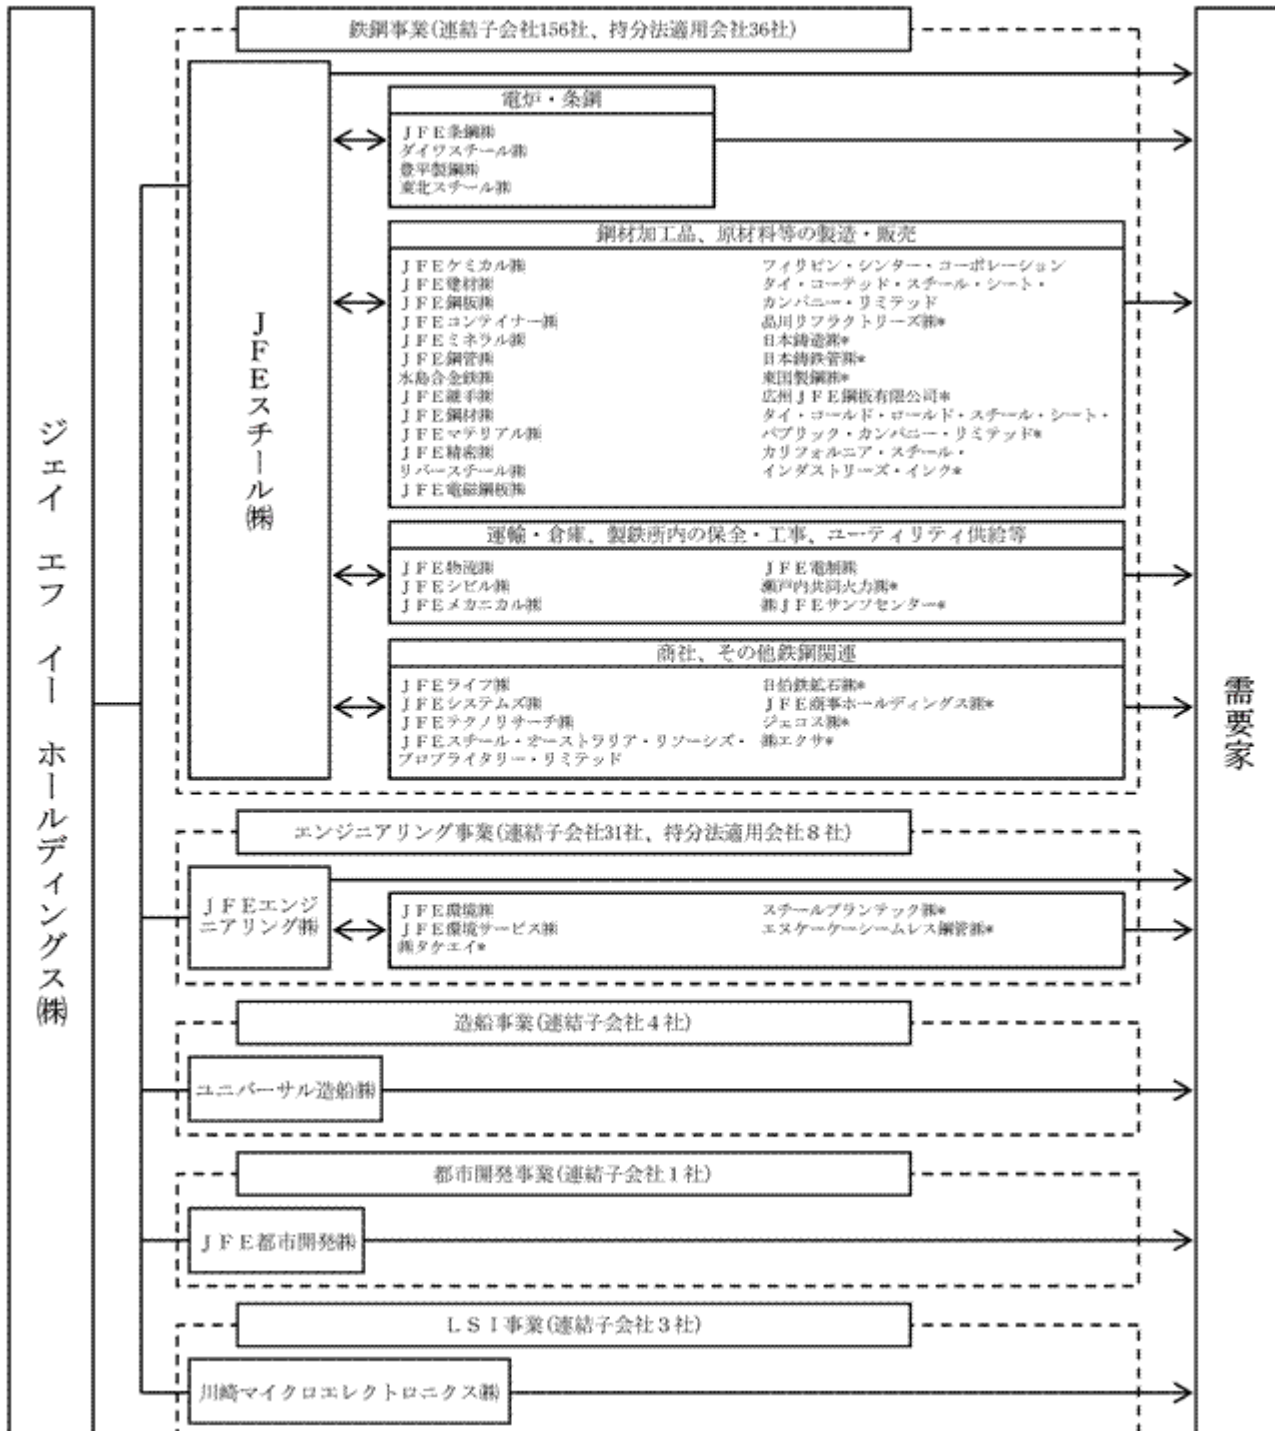 ジェイ エフ イー ホールディングス㈱
需要家
鉄鋼事業(連結子会社156社、持分法適用会社36社)
JFEスチール㈱
電炉・条鋼
JFE条鋼㈱
ダイワスチール㈱
豊平製鋼㈱
東北スチール㈱
鋼材加工品、原材料等の製造・販売
JFEケミカル㈱
JFE建材㈱
JFE鋼板㈱
JFEコンテイナー㈱
JFEミネラル㈱
JFE鋼管㈱
水島合金鉄㈱
JFE継手㈱
JFE鋼材㈱
JFEマテリアル㈱
JFE精密㈱
リバースチール㈱
JFE電磁鋼板㈱
フィリピン・シンター・コーポレーション
タイ・コーテッド・スチール・シート・
カンパニー・リミテッド
品川リフラクトリーズ㈱*
日本鋳造㈱*
日本鋳鉄管㈱*
東国製鋼㈱*
広州JFE鋼板有限公司*
タイ・コールド・ロールド・スチール・シート・
パブリック・カンパニー・リミテッド*
カリフォルニア・スチール・
インダストリーズ・インク*
運輸・倉庫、製鉄所内の保全・工事、ユーティリティ供給等
JFE物流㈱
JFEシビル㈱
JFEメカニカル㈱
JFE電制㈱
瀬戸内共同火力㈱*
㈱JFEサンソセンター*
商社、その他鉄鋼関連
JFEライフ㈱
JFEシステムズ㈱
JFEテクノリサーチ㈱
JFEスチール・オーストラリア・リソーシズ・
プロプライタリー・リミテッド
日伯鉄鉱石㈱*
JFE商事ホールディングス㈱*
ジェコス㈱*
㈱エクサ*
エンジニアリング事業(連結子会社31社、持分法適用会社8社)
JFEエンジ
ニアリング㈱
JFE環境㈱
JFE環境サービス㈱
㈱タケエイ*
スチールプランテック㈱*
エヌケーケーシームレス鋼管㈱*
造船事業(連結子会社4社)
ユニバーサル造船㈱
都市開発事業(連結子会社1社)
JFE都市開発㈱
LSI事業(連結子会社3社)
川崎マイクロエレクトロニクス㈱